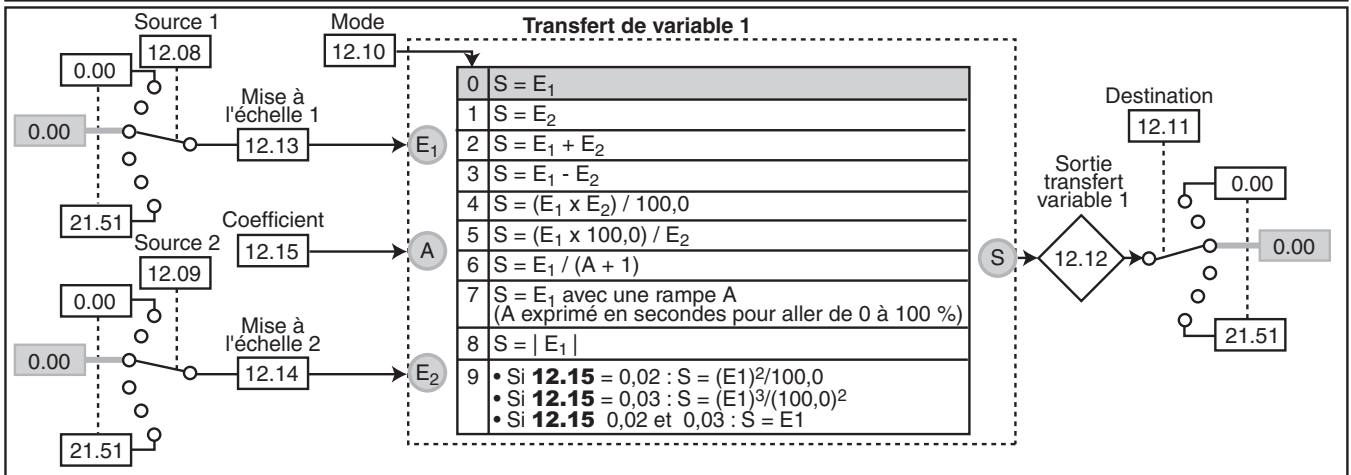 Transfert de variable 1
Source 1
12.08
Mode
12.10
0.00
0.00
21.51
Mise à
l'échelle 1
12.13
E1
Coefficient
12.15
A
Source 2
12.09
0.00
0.00
21.51
Mise à
l'échelle 2
12.14
E2
0 S = E1
1 S = E2
2 S = E1 + E2
3 S = E1 - E2
4 S = (E1 x E2) / 100,0
5 S = (E1 x 100,0) / E2
6 S = E1 / (A + 1)
7 S = E1 avec une rampe A
(A exprimé en secondes pour aller de 0 à 100 %)
8 S = | E1 |
9 • Si 12.15 = 0,02 : S = (E1)²/100,0
• Si 12.15 = 0,03 : S = (E1)³/(100,0)²
• Si 12.15 0,02 et 0,03 : S = E1
S
Sortie
transfert
variable 1
12.12
Destination
12.11
0.00
0.00
21.51